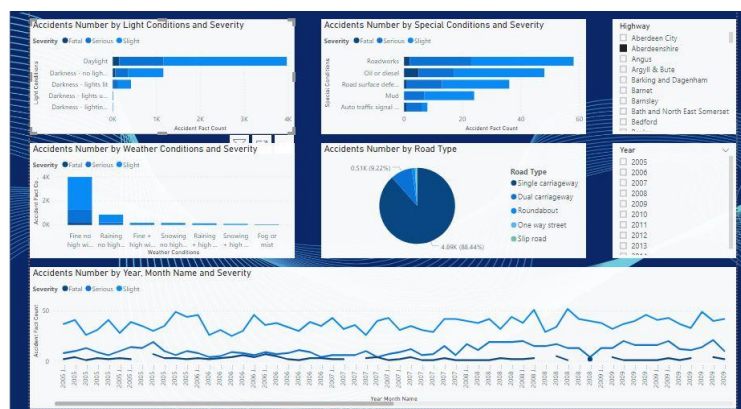 Accidents Number by Light Conditions and Severity
Severity Fatal Serious Slight
Light Conditions
Daylight
Darkness - no ligh...
Darkness - lights lit
Darkness - lights u...
Darkness - lightin...
0K 1K 2K 3K 4K
Accident Fact Count
Accidents Number by Special Conditions and Severity
Severity Fatal Serious Slight
Special Conditions
Roadworks
Oil or diesel
Road surface defe...
Mud
Auto traffic signal ...
0 20 40 60
Accident Fact Count
Highway
Aberdeen City
Aberdeenshire
Angus
Argyll & Bute
Barking and Dagenham
Barnet
Barnsley
Bath and North East Somerset
Bedford
Accidents Number by Weather Conditions and Severity
Severity Fatal Serious Slight
Accident Fact Co...
4K
2K
0K
Fine no high wi...
Raining no high...
Fine + high wi...
Snowing no high...
Raining + high ...
Snowing + high ...
Fog or mist
Weather Conditions
Accidents Number by Road Type
0.51K (9.22%)
4.89K (88.44%)
Road Type
Single carriageway
Dual carriageway
Roundabout
One way street
Slip road
Year
2005
2006
2007
2008
2009
2010
2011
2012
2013
Accidents Number by Year, Month Name and Severity
Severity Fatal Serious Slight
Accident Fact Count
50
0
Year Month Name